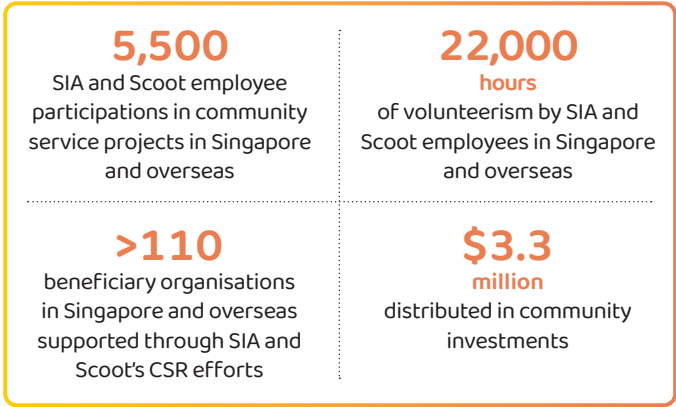 5,500
SIA and Scoot employee
participations in community
service projects in Singapore
and overseas
22,000
hours
of volunteerism by SIA and
Scoot employees in Singapore
and overseas
>110
beneficiary organisations
in Singapore and overseas
supported through SIA and
Scoot's CSR efforts
$3.3
million
distributed in community
investments